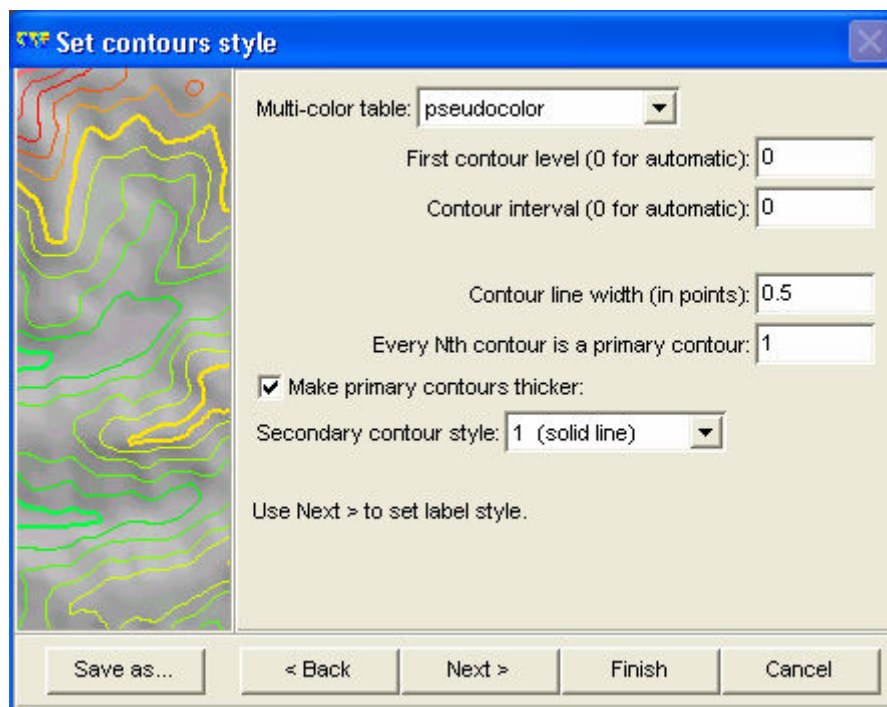 Set contours style
Multi-color table: pseudocolor
First contour level (0 for automatic): 0
Contour interval (0 for automatic): 0
Contour line width (in points): 0.5
Every Nth contour is a primary contour: 1
Make primary contours thicker:
Secondary contour style: 1 (solid line)
Use Next > to set label style.
Save as... < Back Next > Finish Cancel